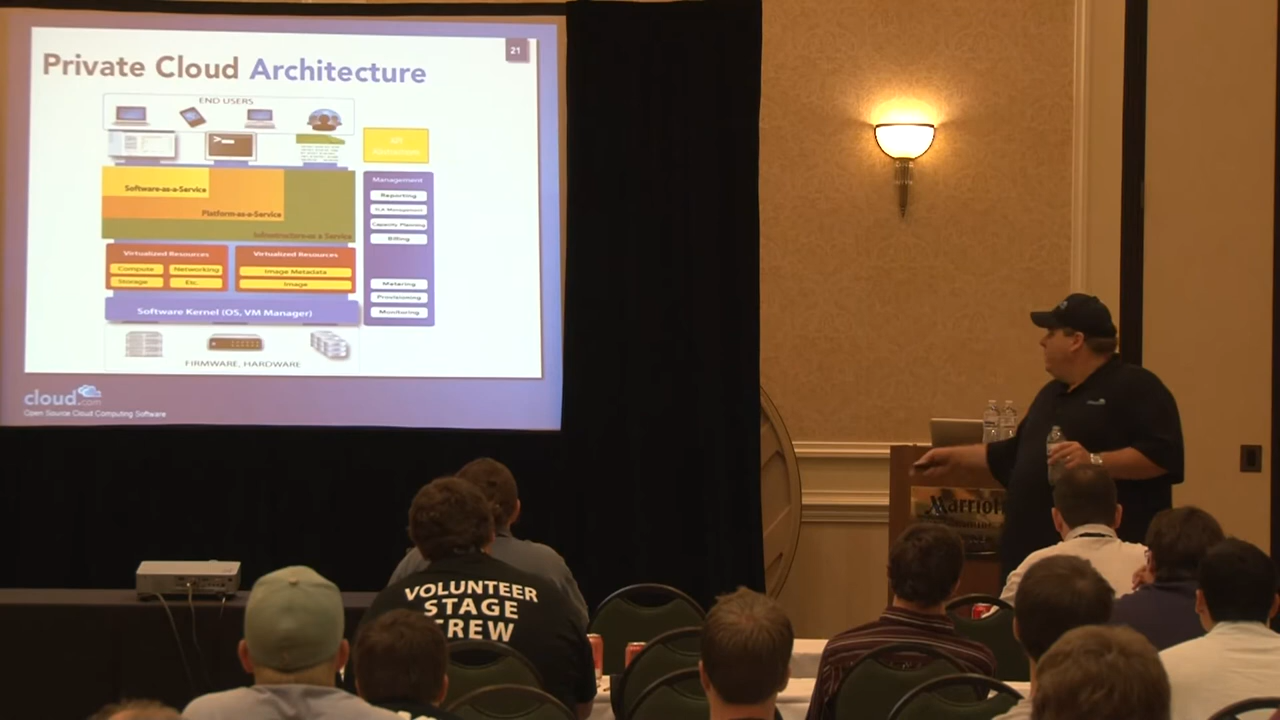 21
Private Cloud Architecture
END USERS
Software-as-a-Service
Platform-as-a-Service
Infrastructure-as a Service
Virtualized Resources
Compute
Networking
Storage
Etc.
Virtualized Resources
Image Metadata
Image
Software Kernel (OS, VM Manager)
FIRMWARE, HARDWARE
Management
Reporting
SLA Management
Capacity Planning
Billing
Metering
Provisioning
Monitoring
cloud.com
Open Source Cloud Computing Software
Marriott
VOLUNTEER
STAGE
CREW